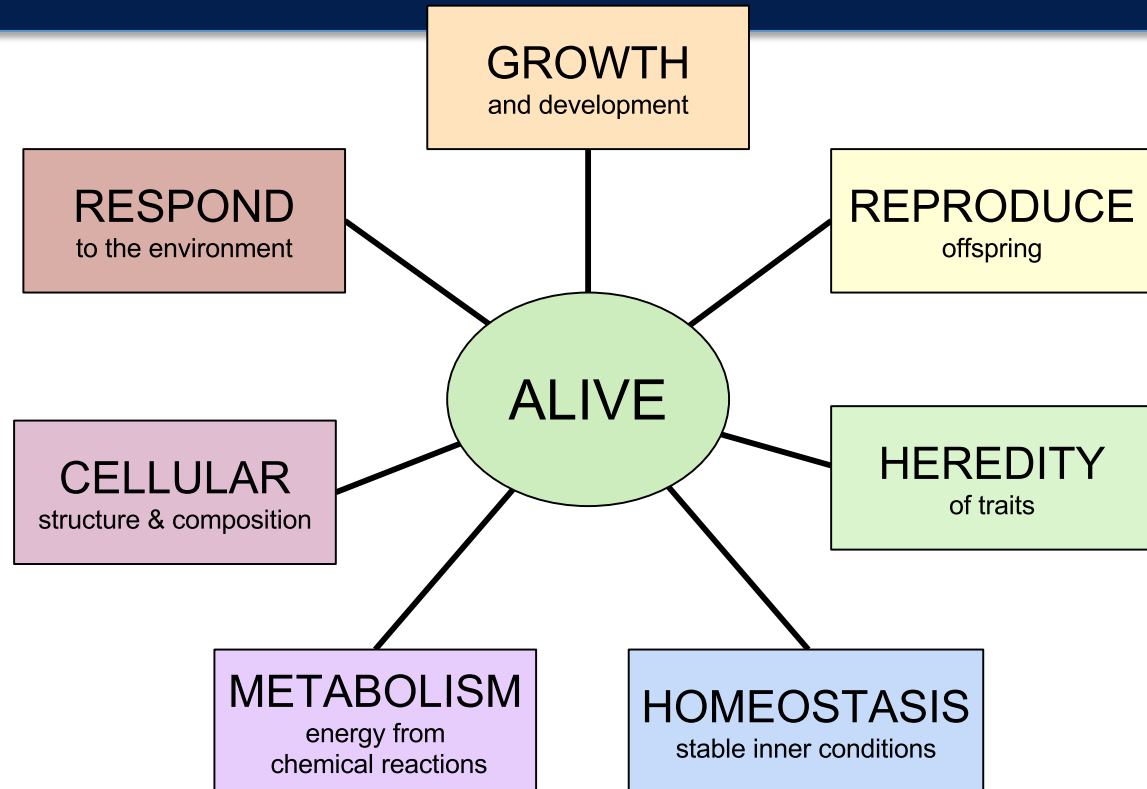 GROWTH
and development
RESPOND
to the environment
REPRODUCE
offspring
ALIVE
CELLULAR
structure & composition
HEREDITY
of traits
METABOLISM
energy from
chemical reactions
HOMEOSTASIS
stable inner conditions